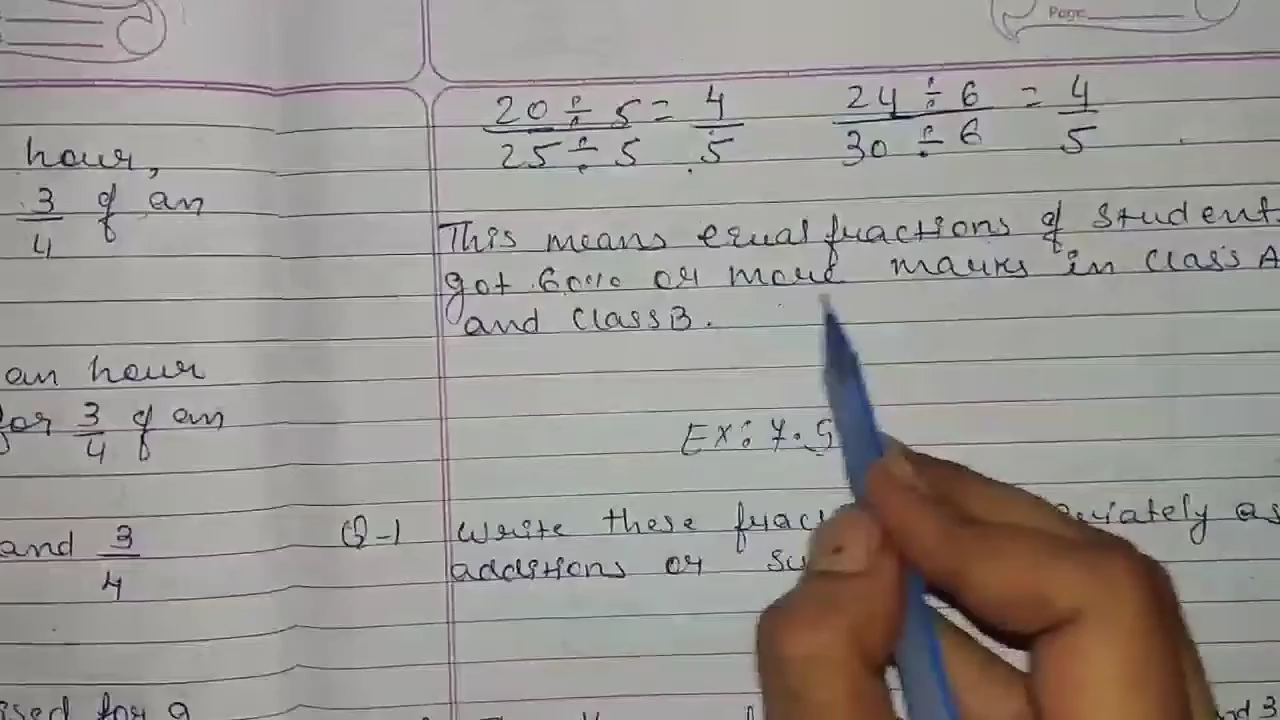 Page
hour,
3/4 of an
an hour
for 3/4 of an
and 3/4
ised for a
20 ÷ 5 / 25 ÷ 5 = 4/5 24 ÷ 6 / 30 ÷ 6 = 4/5
This means equal fractions of student
got 60% or more marks in class A
and class B.
Ex: 7.5
Q-1 Write these
additions or